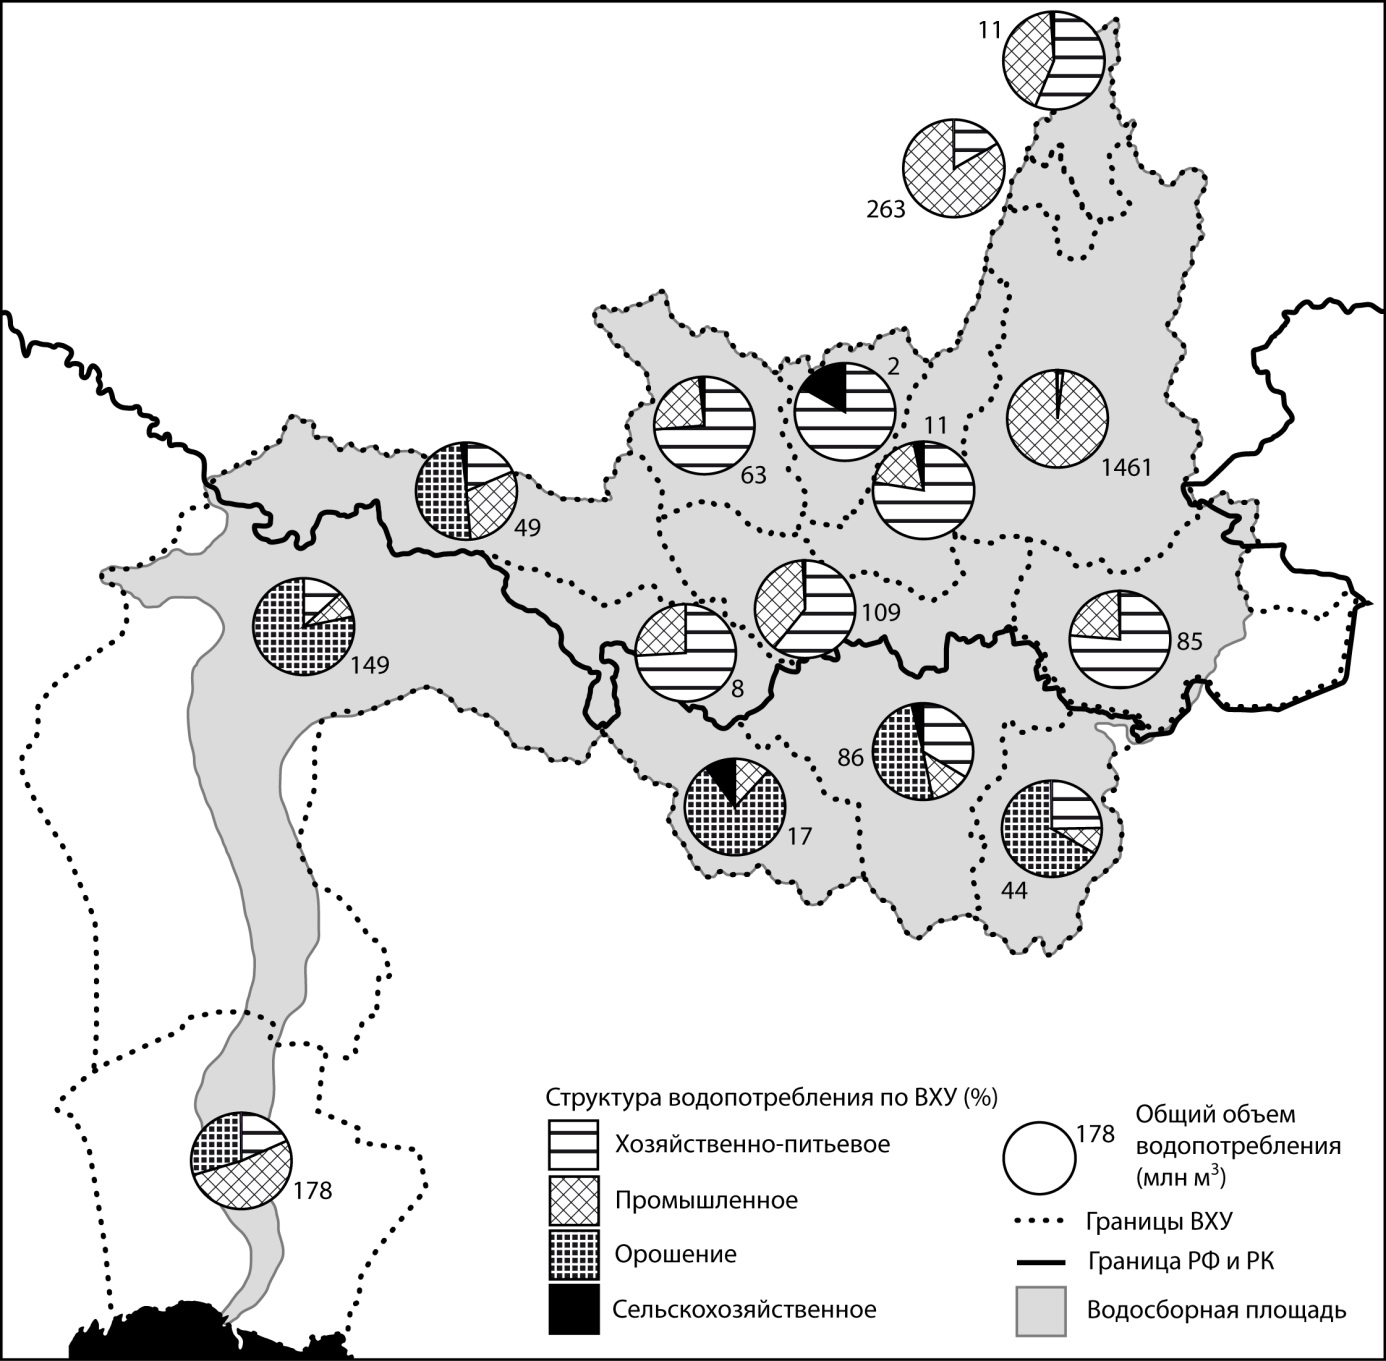 11
263
2
11
63
1461
49
109
85
149
8
86
17
44
178
Структура водопотребления по ВХУ (%)
Хозяйственно-питьевое
Промышленное
Орошение
Сельскохозяйственное
178
Общий объем
водопотребления
(млн м³)
Границы ВХУ
Граница РФ и РК
Водосборная площадь